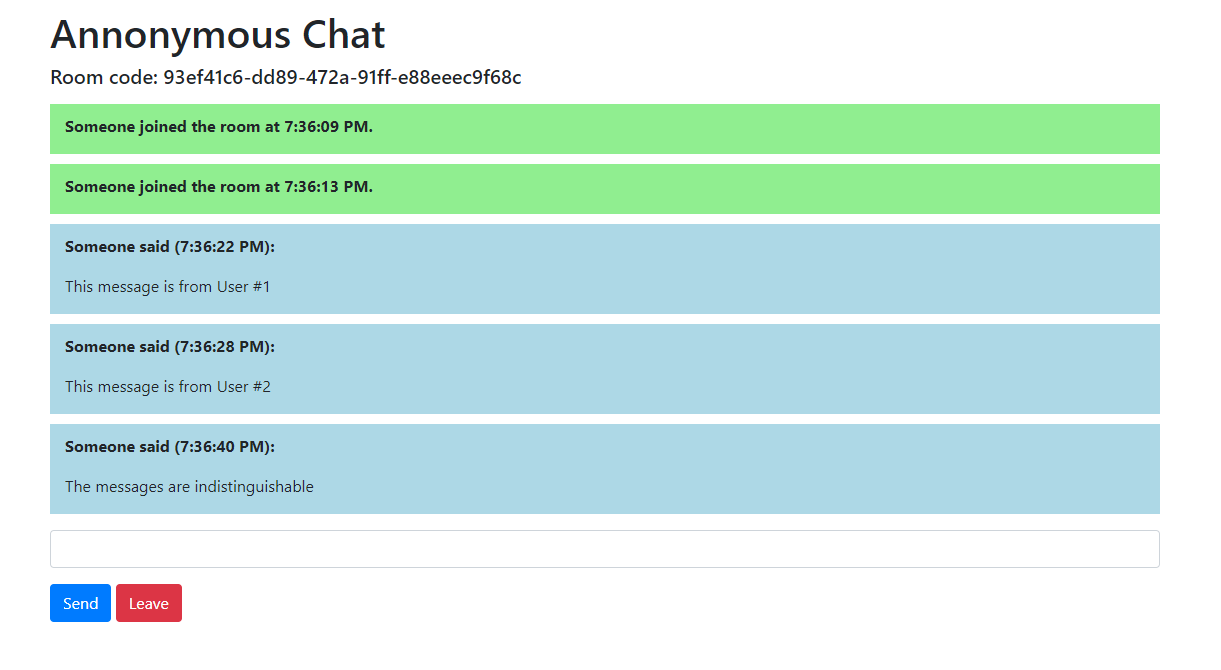 Annonymous Chat
Room code: 93ef41c6-dd89-472a-91ff-e88eeec9f68c
Someone joined the room at 7:36:09 PM.
Someone joined the room at 7:36:13 PM.
Someone said (7:36:22 PM):
This message is from User #1
Someone said (7:36:28 PM):
This message is from User #2
Someone said (7:36:40 PM):
The messages are indistinguishable
Send Leave